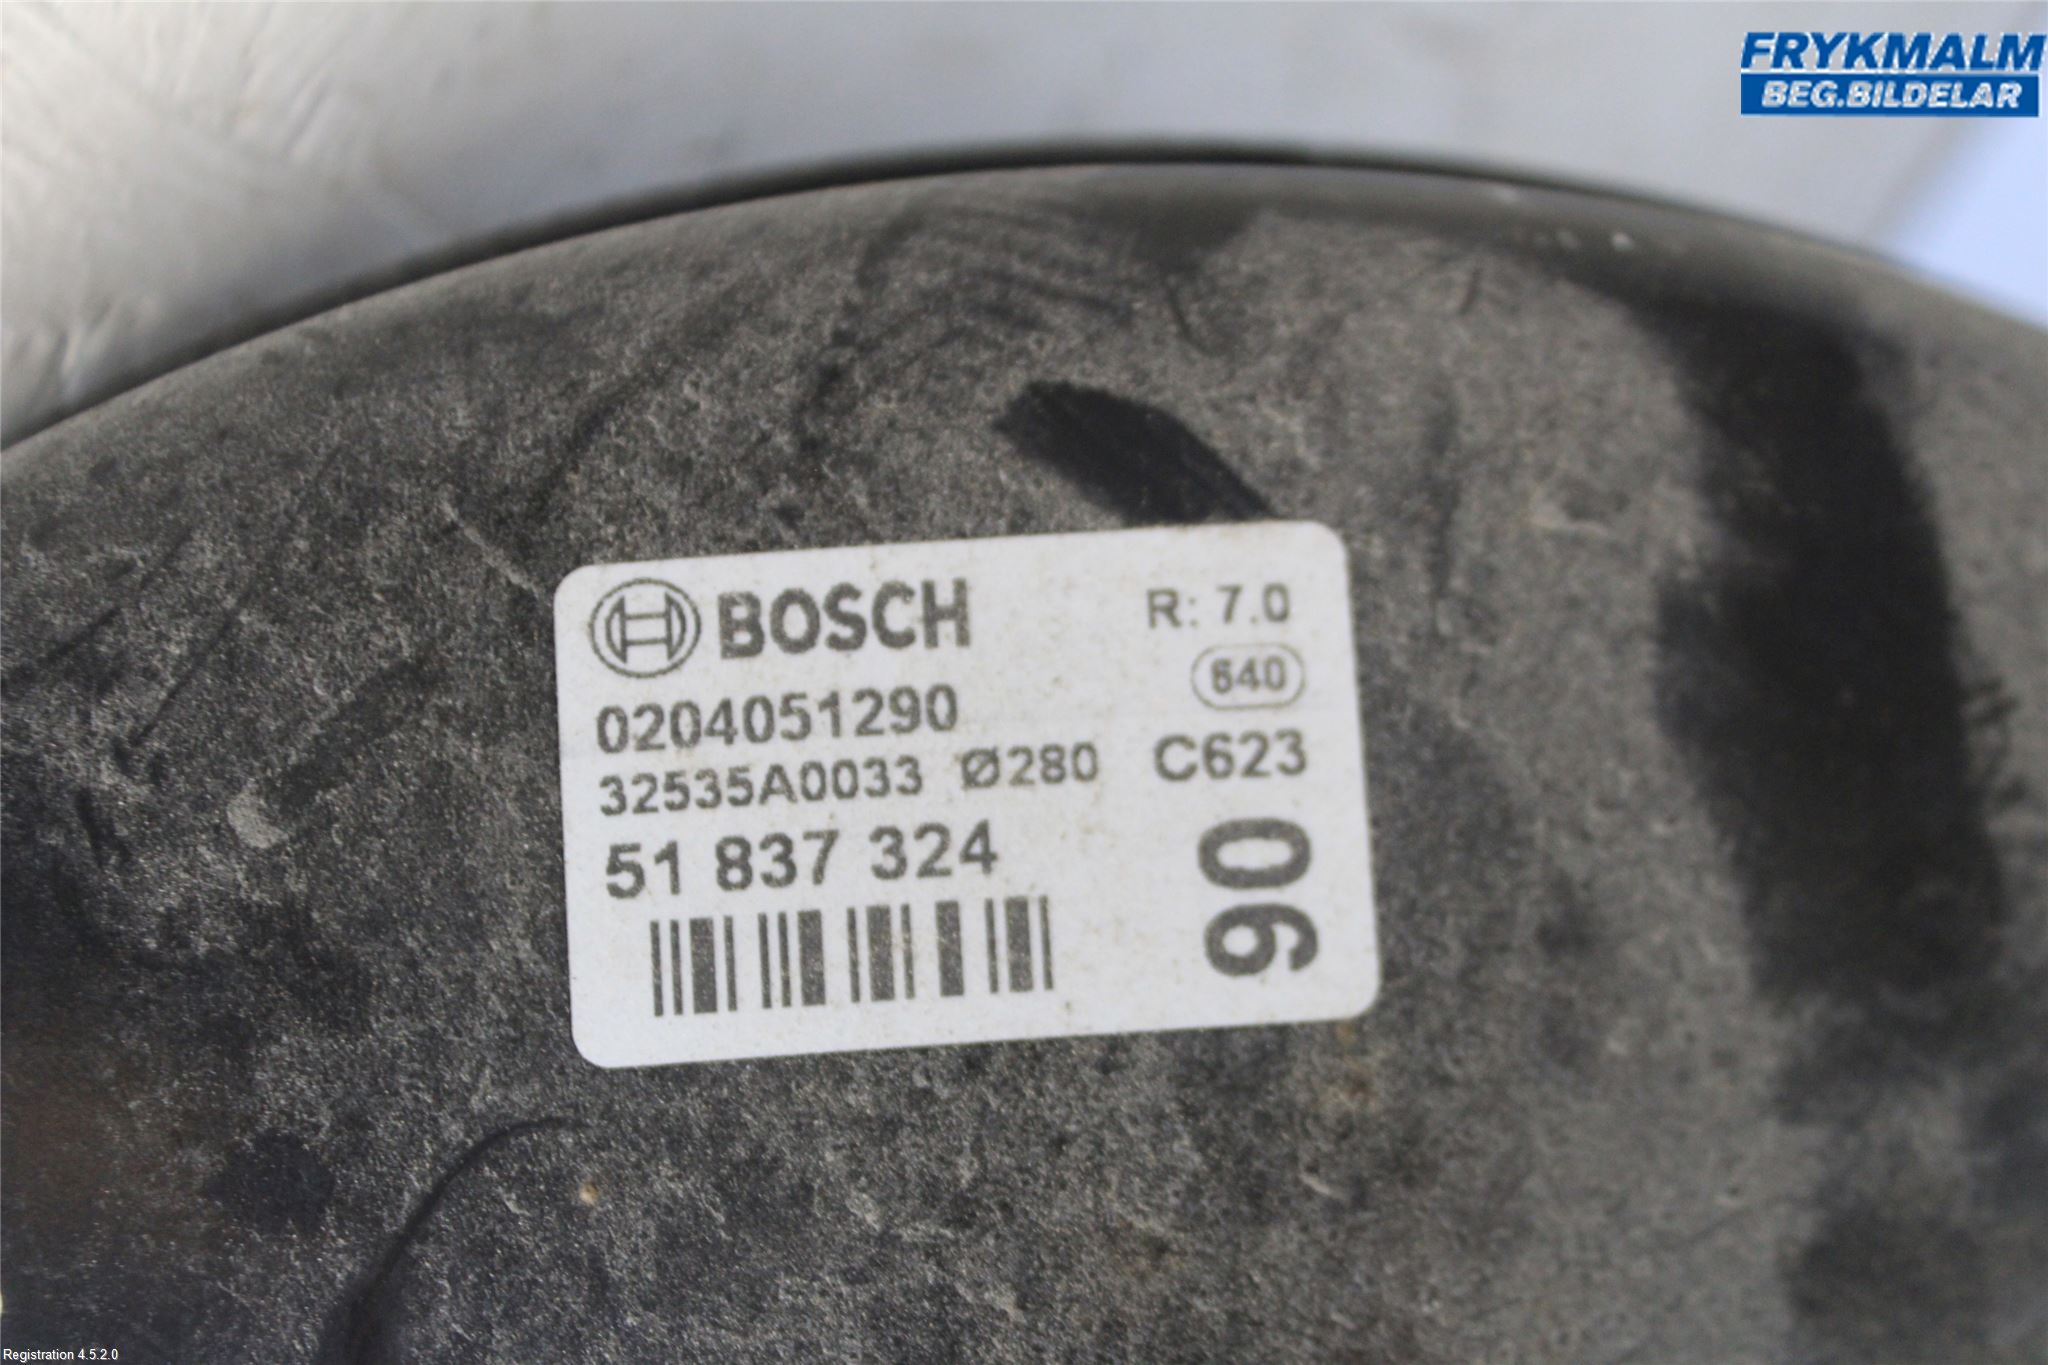 FRYKMALM
BEG.BILDELAR
BOSCH
R: 7.0
0204051290
640
32535A0033 Ø280
C623
51 837 324
90
Registration 4.5.2.0